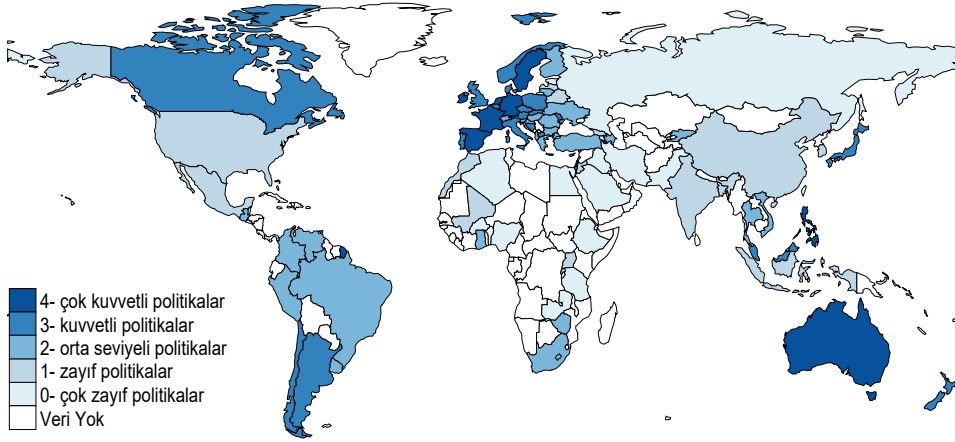 4- çok kuvvetli politikalar
3- kuvvetli politikalar
2- orta seviyeli politikalar
1- zayıf politikalar
0- çok zayıf politikalar
Veri Yok